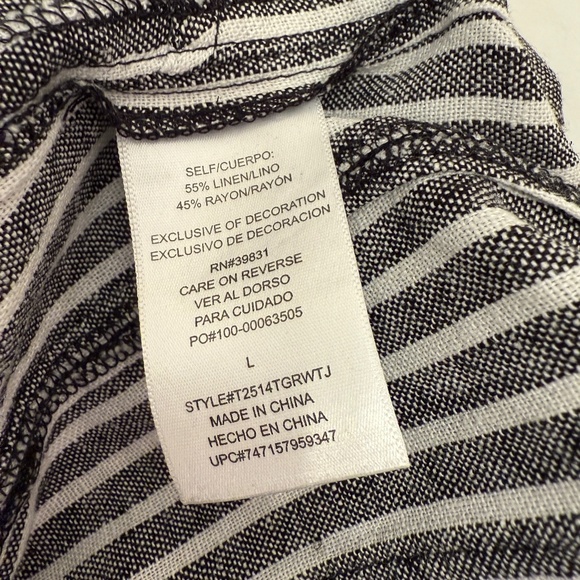 SELF/CUERPO:
55% LINEN/LINO
45% RAYON/RAYÓN
EXCLUSIVE OF DECORATION
EXCLUSIVO DE DECORACION
RN#39831
CARE ON REVERSE
VER AL DORSO
PARA CUIDADO
PO#100-00063505
L
STYLE#T2514TGRWTJ
MADE IN CHINA
HECHO EN CHINA
UPC#747157959347